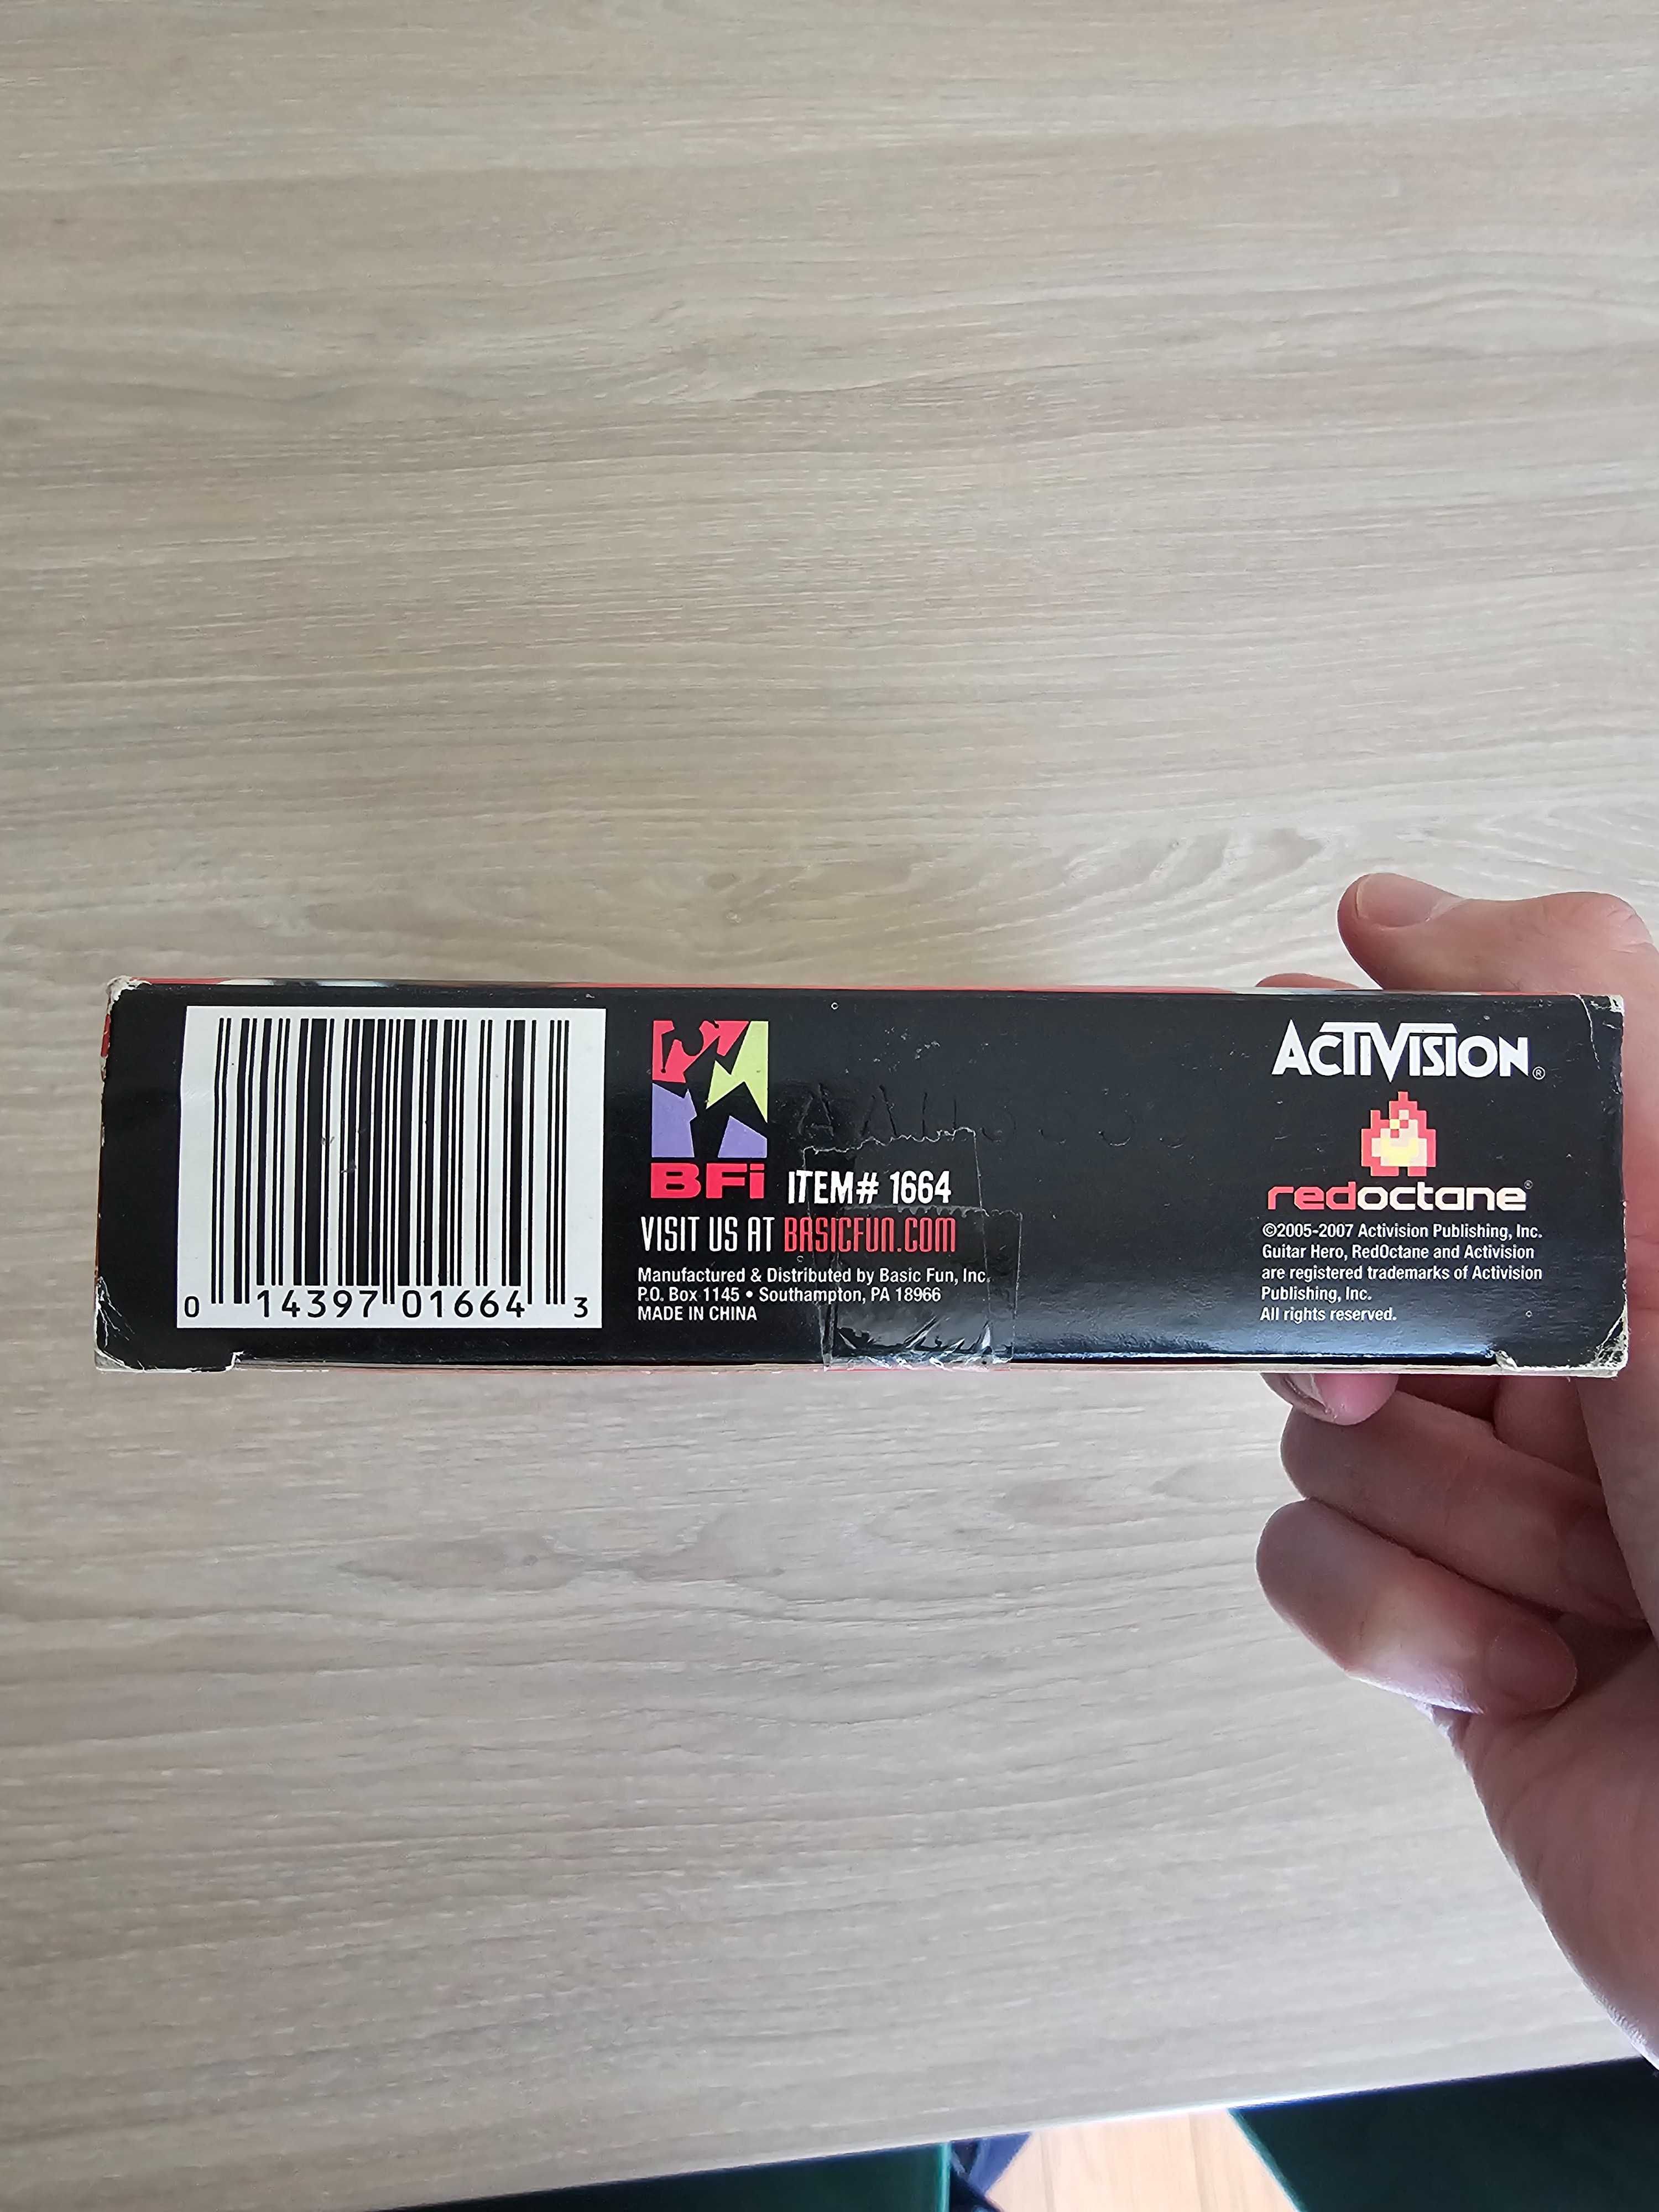 0 14397 01664 3
BFi ITEM# 1664
VISIT US AT BASICFUN.COM
Manufactured & Distributed by Basic Fun, Inc.
P.O. Box 1145 • Southampton, PA 18966
MADE IN CHINA
ACTIVISION®
redoctane®
©2005-2007 Activision Publishing, Inc.
Guitar Hero, RedOctane and Activision
are registered trademarks of Activision
Publishing, Inc.
All rights reserved.